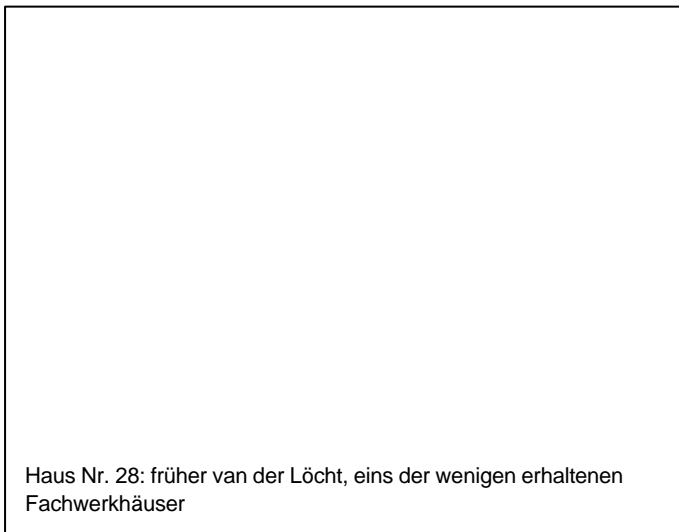 Haus Nr. 28: früher van der Löcht, eins der wenigen erhaltenen
Fachwerkhäuser